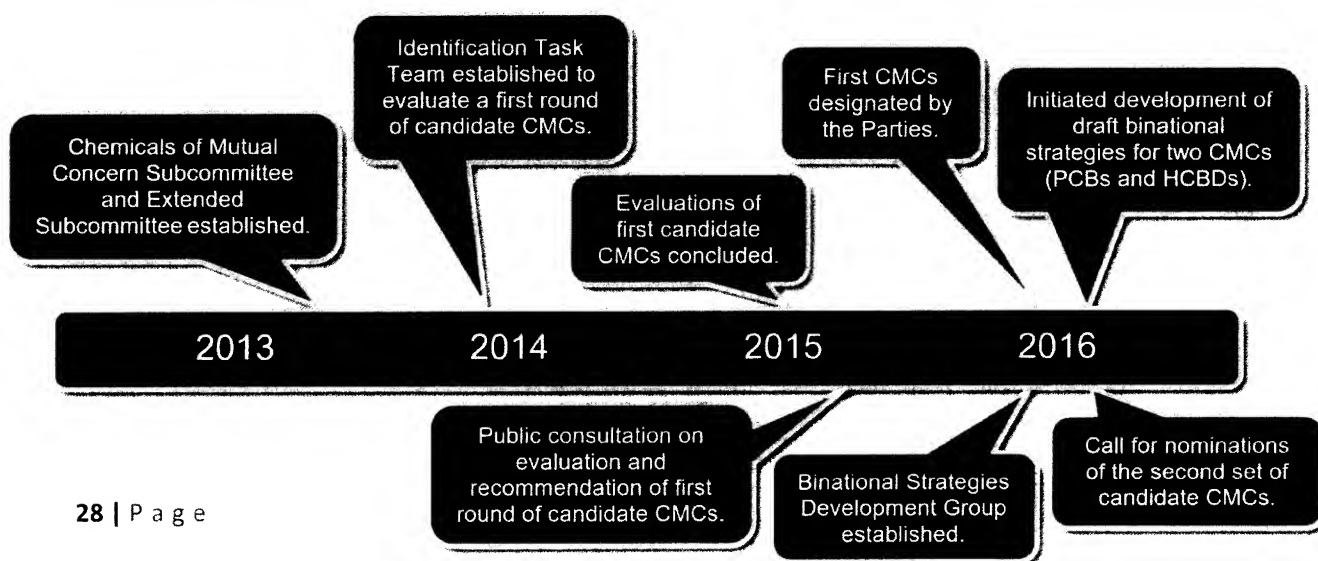 Identification Task
Team established to
evaluate a first round
of candidate CMCs.
First CMCs
designated by
the Parties.
Initiated development of
draft binational
strategies for two CMCs
(PCBs and HCBDs).
Chemicals of Mutual
Concern Subcommittee
and Extended
Subcommittee established.
Evaluations of
first candidate
CMCs concluded.
2013
2014
2015
2016
Public consultation on
evaluation and
recommendation of first
round of candidate CMCs.
Binational Strategies
Development Group
established.
Call for nominations
of the second set of
candidate CMCs.
28 | Page